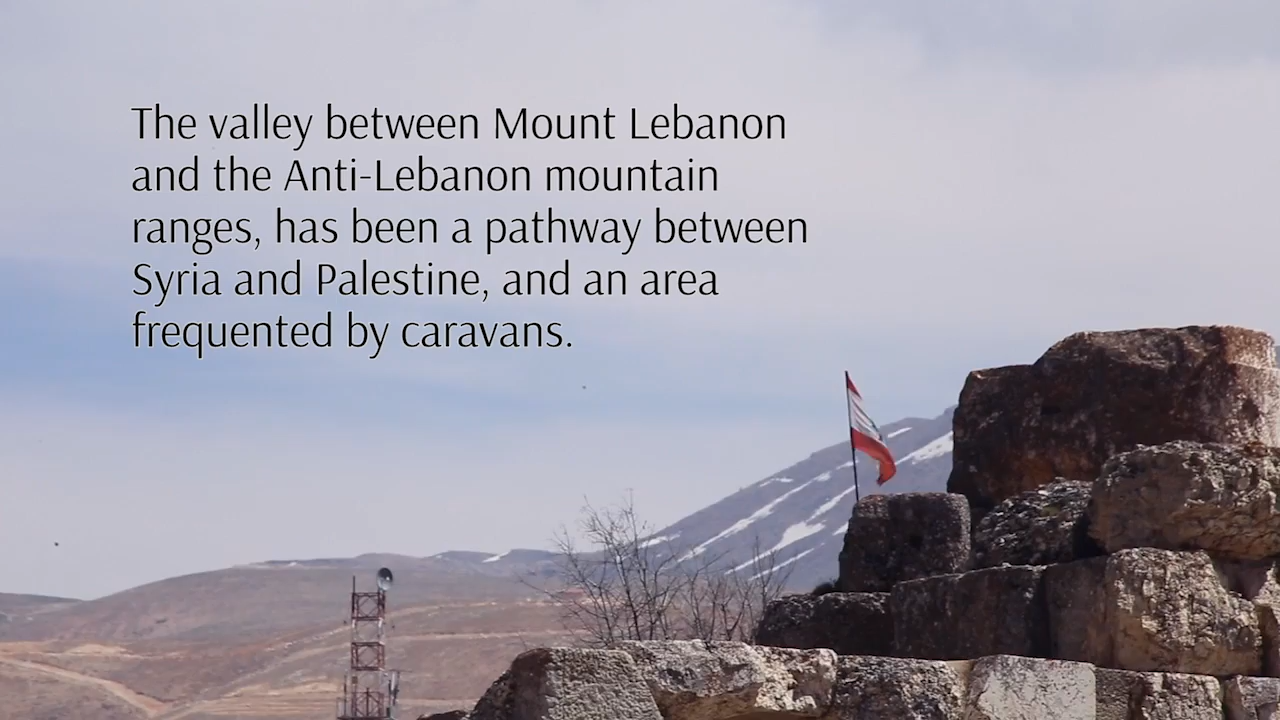 The valley between Mount Lebanon
and the Anti-Lebanon mountain
ranges, has been a pathway between
Syria and Palestine, and an area
frequented by caravans.